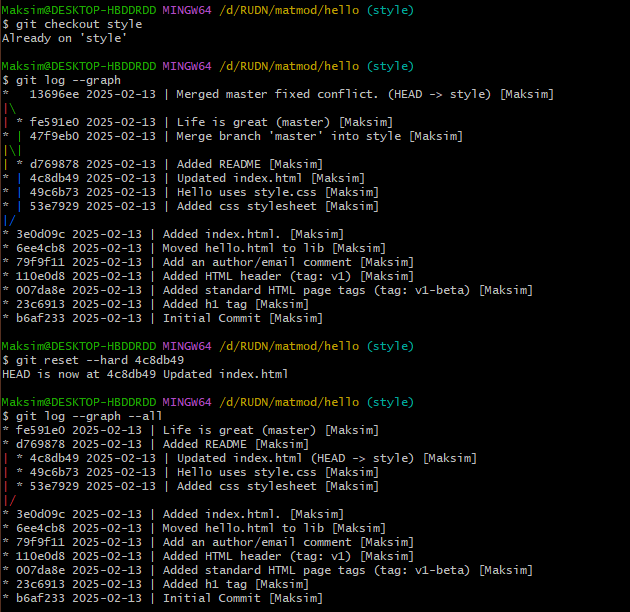 Maksim@DESKTOP-HBDDRDD MINGW64 /d/RUDN/matmod/hello (style)
$ git checkout style
Already on 'style'

Maksim@DESKTOP-HBDDRDD MINGW64 /d/RUDN/matmod/hello (style)
$ git log --graph
*   13696ee 2025-02-13 | Merged master fixed conflict. (HEAD -> style) [Maksim]
|\
| * fe591e0 2025-02-13 | Life is great (master) [Maksim]
* | 47f9eb0 2025-02-13 | Merge branch 'master' into style [Maksim]
|\|
| * d769878 2025-02-13 | Added README [Maksim]
* | 4c8db49 2025-02-13 | Updated index.html [Maksim]
* | 49c6b73 2025-02-13 | Hello uses style.css [Maksim]
* | 53e7929 2025-02-13 | Added css stylesheet [Maksim]
|/
* 3e0d09c 2025-02-13 | Added index.html. [Maksim]
* 6ee4cb8 2025-02-13 | Moved hello.html to lib [Maksim]
* 79f9f11 2025-02-13 | Add an author/email comment [Maksim]
* 110e0d8 2025-02-13 | Added HTML header (tag: v1) [Maksim]
* 007da8e 2025-02-13 | Added standard HTML page tags (tag: v1-beta) [Maksim]
* 23c6913 2025-02-13 | Added h1 tag [Maksim]
* b6af233 2025-02-13 | Initial Commit [Maksim]

Maksim@DESKTOP-HBDDRDD MINGW64 /d/RUDN/matmod/hello (style)
$ git reset --hard 4c8db49
HEAD is now at 4c8db49 Updated index.html

Maksim@DESKTOP-HBDDRDD MINGW64 /d/RUDN/matmod/hello (style)
$ git log --graph --all
* fe591e0 2025-02-13 | Life is great (master) [Maksim]
* d769878 2025-02-13 | Added README [Maksim]
| * 4c8db49 2025-02-13 | Updated index.html (HEAD -> style) [Maksim]
| * 49c6b73 2025-02-13 | Hello uses style.css [Maksim]
| * 53e7929 2025-02-13 | Added css stylesheet [Maksim]
|/
* 3e0d09c 2025-02-13 | Added index.html. [Maksim]
* 6ee4cb8 2025-02-13 | Moved hello.html to lib [Maksim]
* 79f9f11 2025-02-13 | Add an author/email comment [Maksim]
* 110e0d8 2025-02-13 | Added HTML header (tag: v1) [Maksim]
* 007da8e 2025-02-13 | Added standard HTML page tags (tag: v1-beta) [Maksim]
* 23c6913 2025-02-13 | Added h1 tag [Maksim]
* b6af233 2025-02-13 | Initial Commit [Maksim]